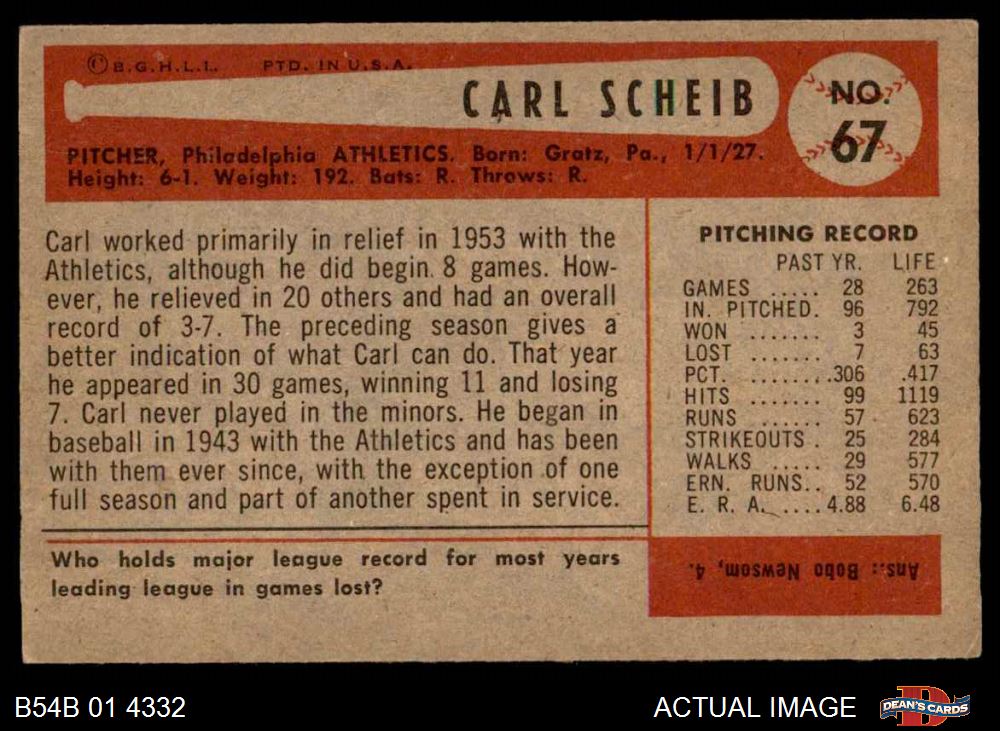 ©B.G.H.L.I. PTD. IN U.S.A.
CARL SCHEIB
NO.
67
PITCHER, Philadelphia ATHLETICS. Born: Gratz, Pa., 1/1/27.
Height: 6-1. Weight: 192. Bats: R. Throws: R.
Carl worked primarily in relief in 1953 with the
Athletics, although he did begin 8 games. How-
ever, he relieved in 20 others and had an overall
record of 3-7. The preceding season gives a
better indication of what Carl can do. That year
he appeared in 30 games, winning 11 and losing
7. Carl never played in the minors. He began in
baseball in 1943 with the Athletics and has been
with them ever since, with the exception of one
full season and part of another spent in service.
Who holds major league record for most years
leading league in games lost?
PITCHING RECORD
PAST YR. LIFE
GAMES ..... 28 263
IN. PITCHED. 96 792
WON ....... 3 45
LOST ....... 7 63
PCT. ........306 .417
HITS ....... 99 1119
RUNS ...... 57 623
STRIKEOUTS . 25 284
WALKS ..... 29 577
ERN. RUNS.. 52 570
E. R. A. ....4.88 6.48
Ans.: Bobo Newsom, 4.
B54B 01 4332
ACTUAL IMAGE
D
DEAN'S CARDS